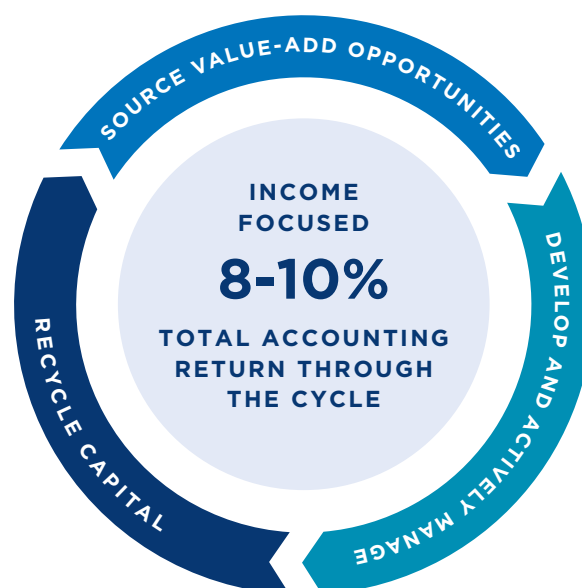 SOURCE VALUE-ADD OPPORTUNITIES
DEVELOP AND ACTIVELY MANAGE
RECYCLE CAPITAL
INCOME
FOCUSED
8-10%
TOTAL ACCOUNTING
RETURN THROUGH
THE CYCLE